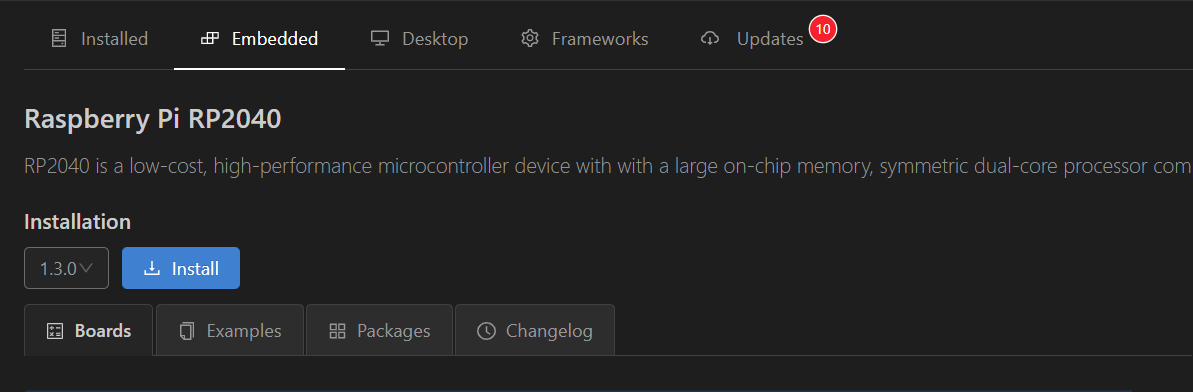 Installed Embedded Desktop Frameworks Updates 10
Raspberry Pi RP2040
RP2040 is a low-cost, high-performance microcontroller device with with a large on-chip memory, symmetric dual-core processor com
Installation
1.3.0 Install
Boards Examples Packages Changelog